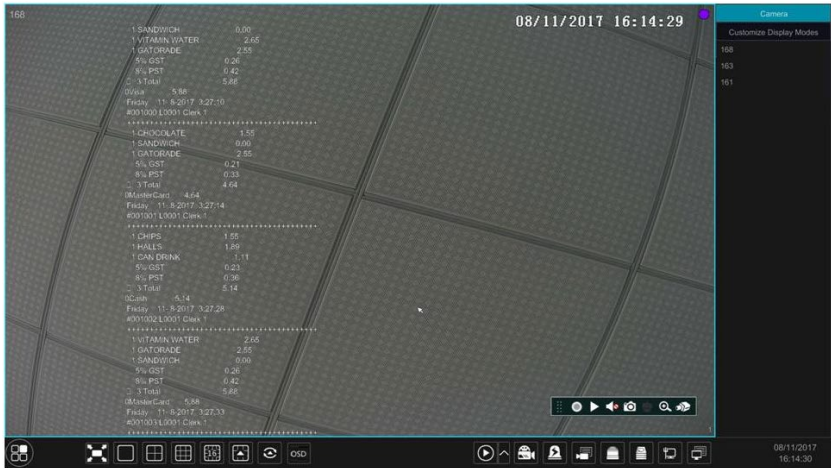 168
08/11/2017 16:14:29
1 SANDWICH 0.00
1 VITAMIN WATER 2.65
1 GATORADE 2.55
5% GST 0.26
8% PST 0.42
3 Total 5.88
0Visa 5.88
Friday 11- 8-2017 3:27:10
#001000 L0001 Clerk 1
1 CHOCOLATE 1.55
1 SANDWICH 0.00
1 GATORADE 2.55
5% GST 0.21
8% PST 0.33
3 Total 4.64
0MasterCard 4.64
Friday 11- 8-2017 3:27:14
#001001 L0001 Clerk 1
1 CHIPS 1.55
1 HALLS 1.89
1 CAN DRINK 1.11
5% GST 0.23
8% PST 0.36
3 Total 5.14
0Cash 5.14
Friday 11- 8-2017 3:27:28
#001002 L0001 Clerk 1
1 VITAMIN WATER 2.65
1 GATORADE 2.55
1 SANDWICH 0.00
5% GST 0.26
8% PST 0.42
3 Total 5.88
0MasterCard 5.88
Friday 11- 8-2017 3:27:33
#001003 L0001 Clerk 1
Camera
Customize Display Modes
168
163
161
16
OSD
08/11/2017
16:14:30